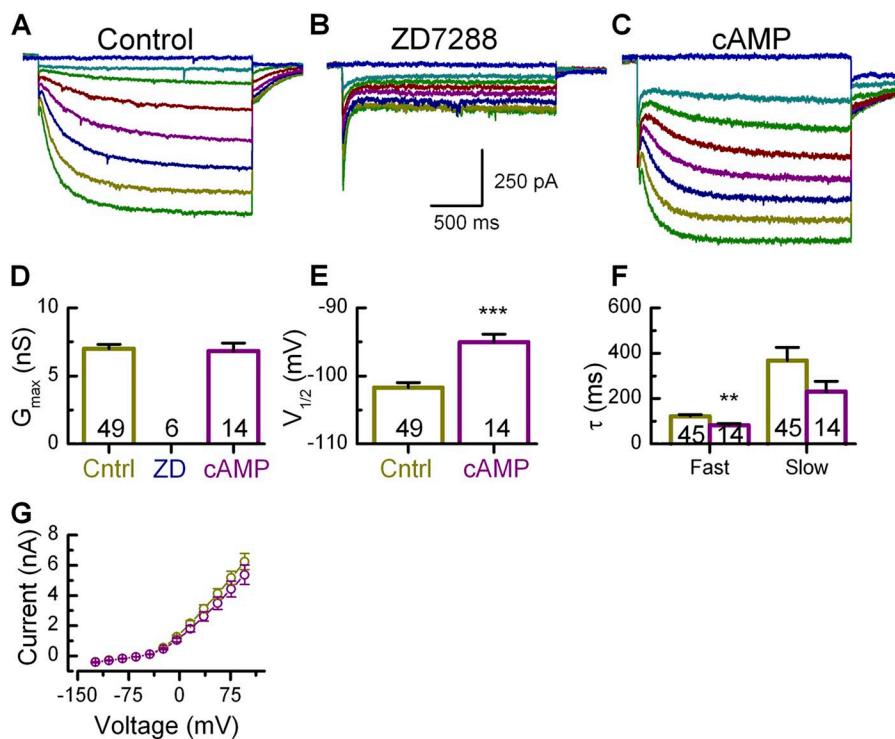 A Control
B ZD7288
C cAMP
250 pA
500 ms
D
10
5
0
Gmax (nS)
49 6 14
Cntrl ZD cAMP
E
-90
-100
-110
V1/2 (mV)
***
49 14
Cntrl cAMP
F
600
400
200
0
τ (ms)
**
45 14 45 14
Fast Slow
G
8
6
4
2
0
Current (nA)
-150 -75 0 75
Voltage (mV)